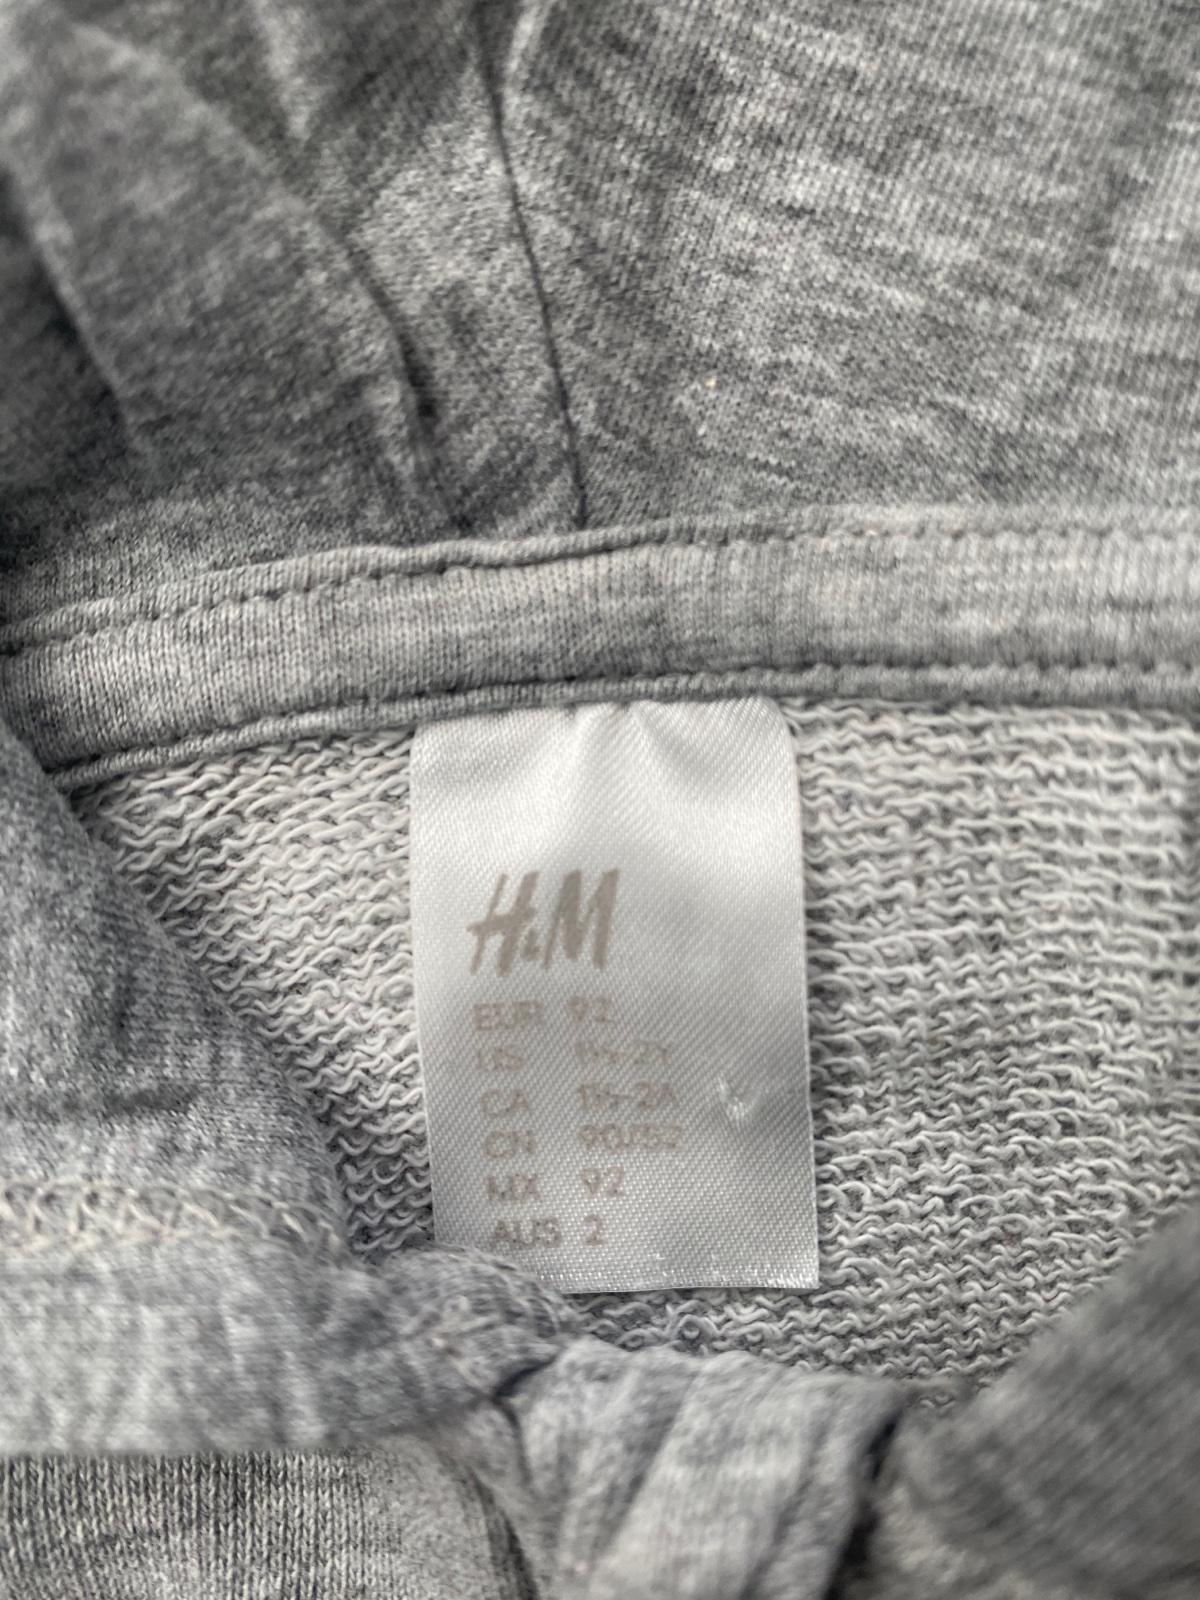 H&M
EUR 92
US 1½-2Y
CA 1½-2A
CN 90/52
MX 92
AUS 2